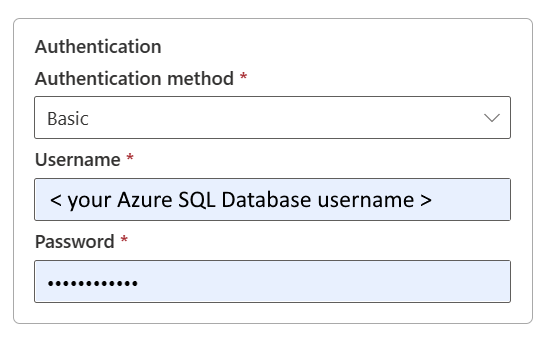 Authentication
Authentication method *
Basic
Username *
< your Azure SQL Database username >
Password *
••••••••••••